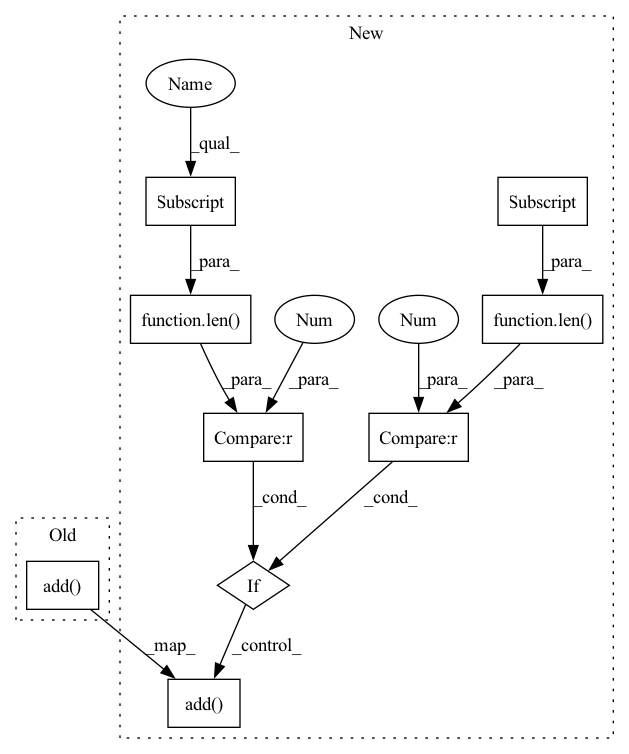 New
Name
_qual_
Subscript
Subscript
_para_
_para_
function.len()
Num
Num
function.len()
_para_
_para_
_para_
_para_
Compare:r
Compare:r
_cond_
_cond_
Old
add()
If
_map_
_control_
add()